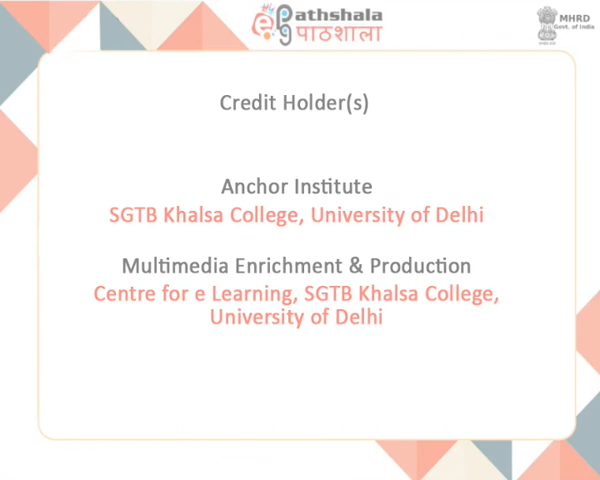 ePG Pathshala
पाठशाला
MHRD
Govt. of India
Credit Holder(s)
Anchor Institute
SGTB Khalsa College, University of Delhi
Multimedia Enrichment & Production
Centre for e Learning, SGTB Khalsa College,
University of Delhi